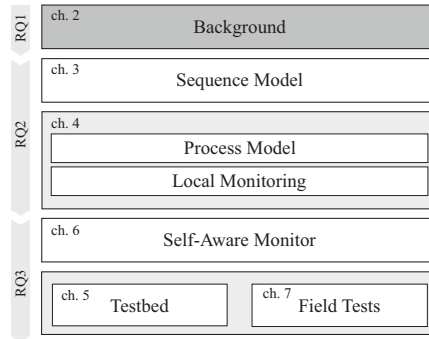 RQ1
ch. 2
Background
RQ2
ch. 3
Sequence Model
ch. 4
Process Model
Local Monitoring
RQ3
ch. 6
Self-Aware Monitor
ch. 5
Testbed
ch. 7
Field Tests